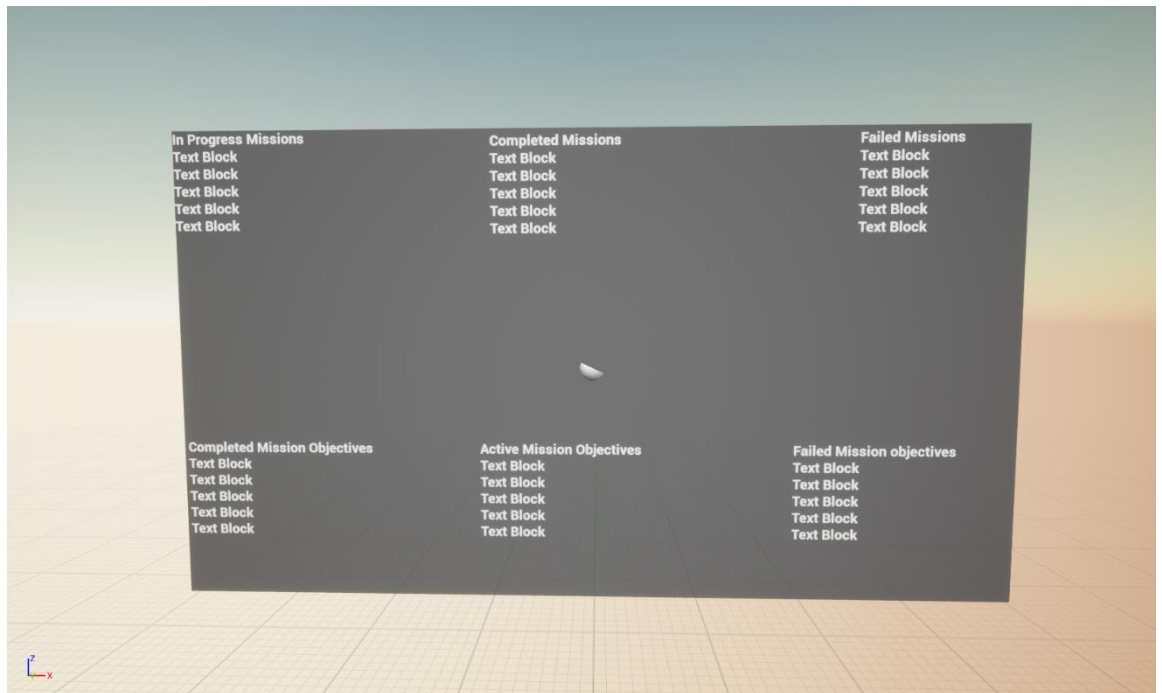 In Progress Missions
Text Block
Text Block
Text Block
Text Block
Text Block
Completed Missions
Text Block
Text Block
Text Block
Text Block
Text Block
Failed Missions
Text Block
Text Block
Text Block
Text Block
Text Block
Completed Mission Objectives
Text Block
Text Block
Text Block
Text Block
Text Block
Active Mission Objectives
Text Block
Text Block
Text Block
Text Block
Text Block
Failed Mission objectives
Text Block
Text Block
Text Block
Text Block
Text Block
Z
Y
X